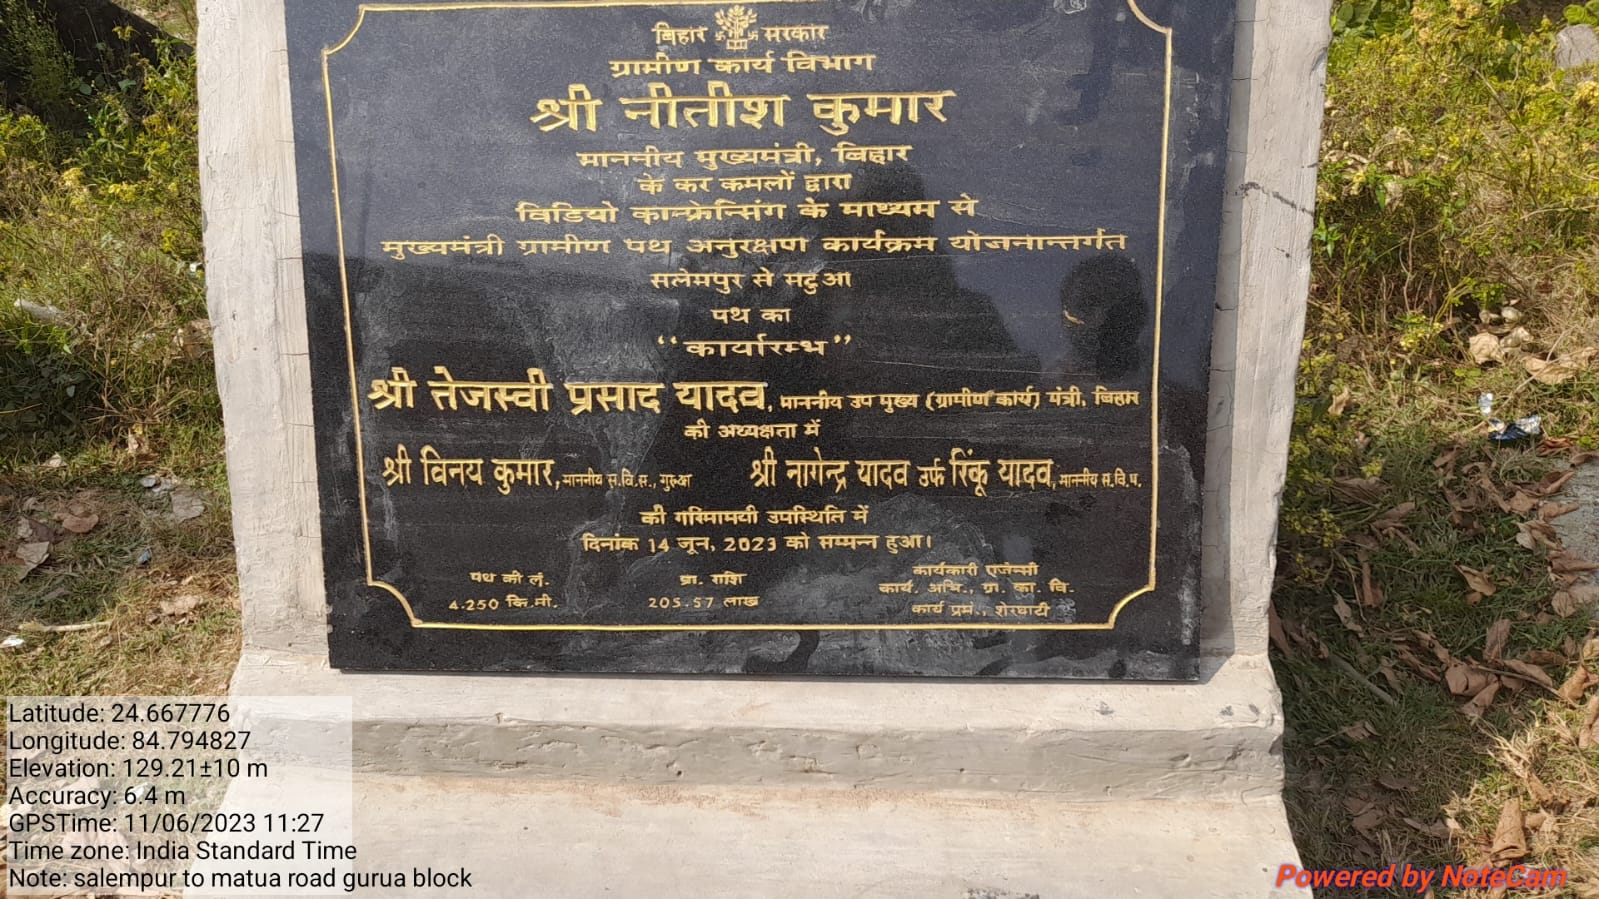 बिहार सरकार
ग्रामीण कार्य विभाग
श्री नीतीश कुमार
माननीय मुख्यमंत्री, बिहार
के कर कमलों द्वारा
विडियो कान्फ्रेन्सिंग के माध्यम से
मुख्यमंत्री ग्रामीण पथ अनुरक्षण कार्यक्रम योजनान्तर्गत
सलेमपुर से मटुआ
पथ का
‘‘कार्यारम्भ’’
श्री तेजस्वी प्रसाद यादव, माननीय उप मुख्य (ग्रामीण कार्य) मंत्री, बिहार
की अध्यक्षता में
श्री विनय कुमार, माननीय स.वि.स., गुरुआ श्री नागेन्द्र यादव उर्फ रिंकू यादव, माननीय स.वि.प.
की गरिमामयी उपस्थिति में
दिनांक 14 जून, 2023 को सम्पन्न हुआ।
पथ की लं. प्रा. राशि कार्यकारी एजेन्सी
4.250 कि.मी. 205.57 लाख कार्य. अभि., ग्रा. का. वि.
कार्य प्रमं., शेरघाटी
Latitude: 24.667776
Longitude: 84.794827
Elevation: 129.21±10 m
Accuracy: 6.4 m
GPSTime: 11/06/2023 11:27
Time zone: India Standard Time
Note: salempur to matua road gurua block
Powered by NoteCam